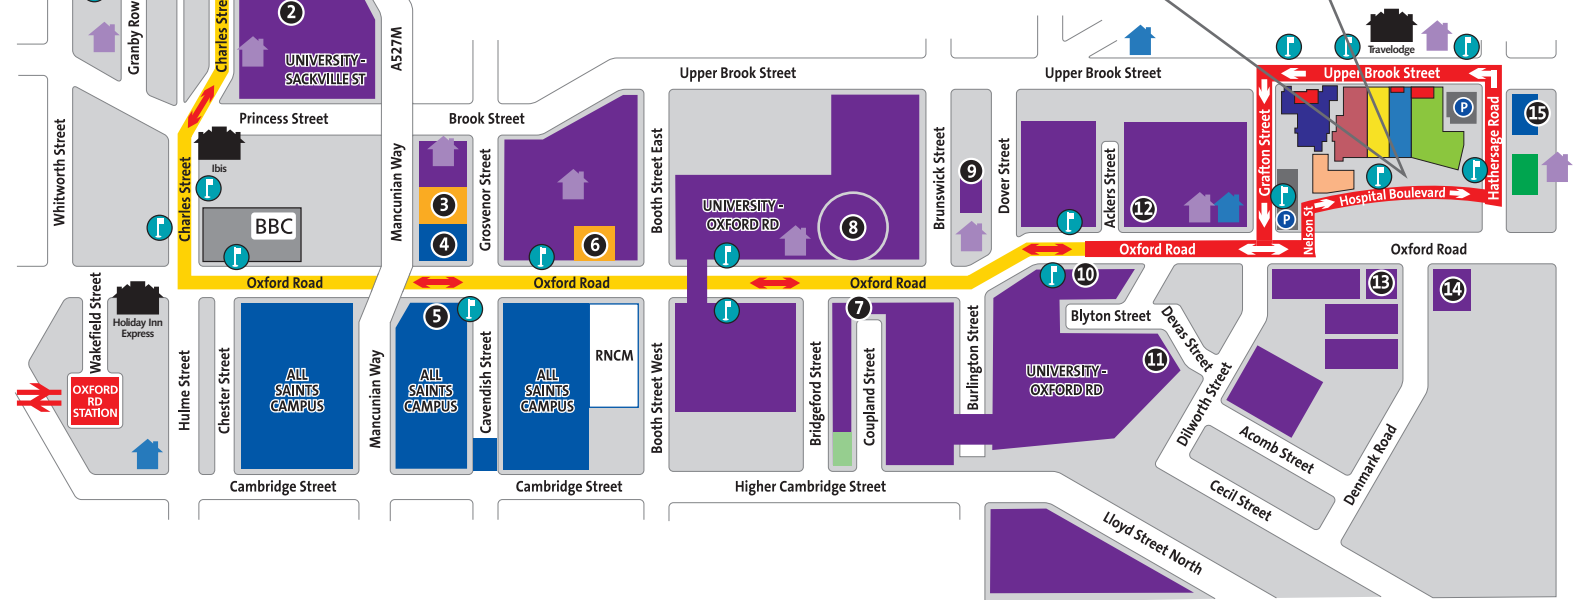 Granby Row
Charles Stre
2
UNIVERSITY -
SACKVILLE ST
A527M
Travelodge
Upper Brook Street
Upper Brook Street
Upper Brook Street
Princess Street
Brook Street
Whitworth Street
Ibis
Charles Street
BBC
Mancunian Way
3
4
Grosvenor Street
6
Booth Street East
UNIVERSITY -
OXFORD RD
8
Brunswick Street
9
Dover Street
Ackers Street
12
Grafton Street
P
P
Nelson St
Hospital Boulevard
Hathersage Road
15
Oxford Road
Oxford Road
Oxford Road
Oxford Road
Oxford Road
Wakefield Street
Holiday Inn
Express
OXFORD
RD
STATION
Hulme Street
Chester Street
ALL
SAINTS
CAMPUS
Mancunian Way
5
ALL
SAINTS
CAMPUS
Cavendish Street
ALL
SAINTS
CAMPUS
RNCM
Booth Street West
Bridgeford Street
7
Coupland Street
Burlington Street
10
Blyton Street
11
UNIVERSITY -
OXFORD RD
Devas Street
Dilworth Street
13
14
Acomb Street
Cecil Street
Denmark Road
Cambridge Street
Cambridge Street
Higher Cambridge Street
Lloyd Street North